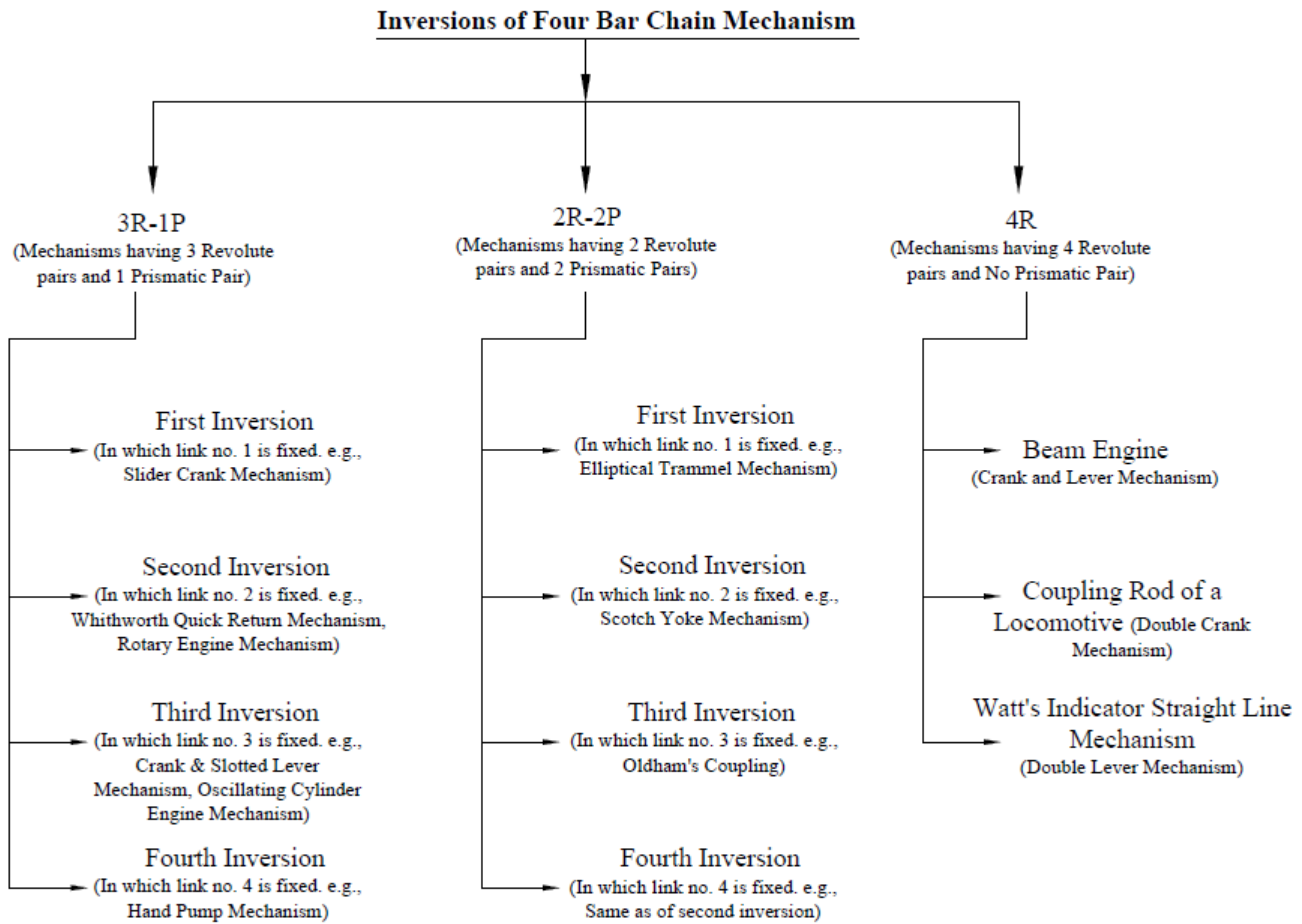 Inversions of Four Bar Chain Mechanism
3R-1P
(Mechanisms having 3 Revolute
pairs and 1 Prismatic Pair)
First Inversion
(In which link no. 1 is fixed. e.g.,
Slider Crank Mechanism)
Second Inversion
(In which link no. 2 is fixed. e.g.,
Whithworth Quick Return Mechanism,
Rotary Engine Mechanism)
Third Inversion
(In which link no. 3 is fixed. e.g.,
Crank & Slotted Lever
Mechanism, Oscillating Cylinder
Engine Mechanism)
Fourth Inversion
(In which link no. 4 is fixed. e.g.,
Hand Pump Mechanism)
2R-2P
(Mechanisms having 2 Revolute
pairs and 2 Prismatic Pairs)
First Inversion
(In which link no. 1 is fixed. e.g.,
Elliptical Trammel Mechanism)
Second Inversion
(In which link no. 2 is fixed. e.g.,
Scotch Yoke Mechanism)
Third Inversion
(In which link no. 3 is fixed. e.g.,
Oldham's Coupling)
Fourth Inversion
(In which link no. 4 is fixed. e.g.,
Same as of second inversion)
4R
(Mechanisms having 4 Revolute
pairs and No Prismatic Pair)
Beam Engine
(Crank and Lever Mechanism)
Coupling Rod of a
Locomotive (Double Crank
Mechanism)
Watt's Indicator Straight Line
Mechanism
(Double Lever Mechanism)